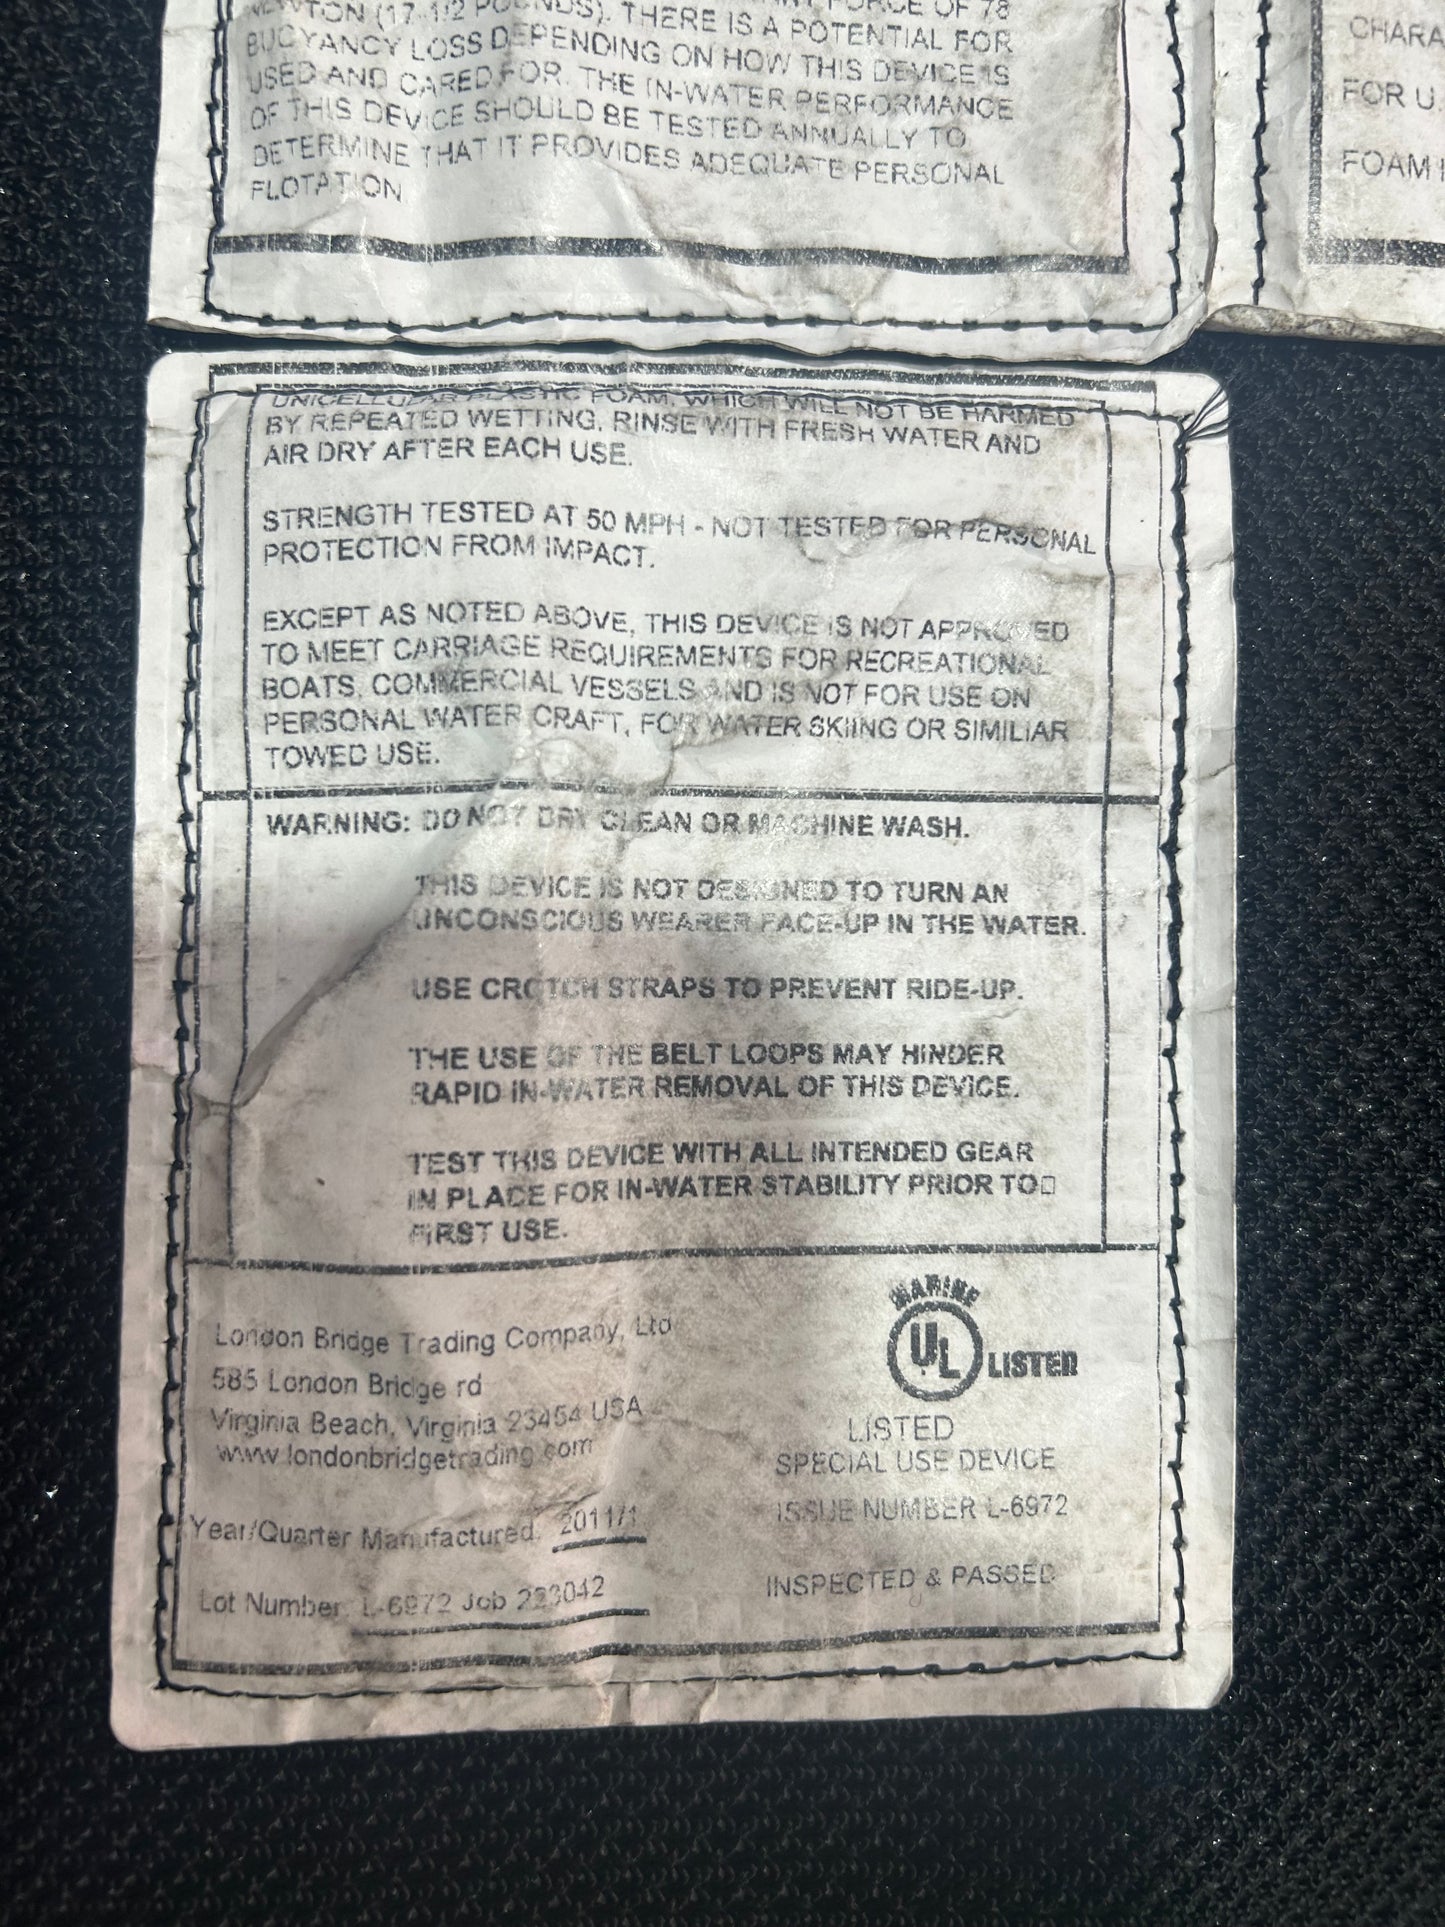 NEWTON (17-1/2 POUNDS). THERE IS A POTENTIAL FOR
FORCE OF 78
BUOYANCY LOSS DEPENDING ON HOW THIS DEVICE IS
USED AND CARED FOR. THE IN-WATER PERFORMANCE
OF THIS DEVICE SHOULD BE TESTED ANNUALLY TO
DETERMINE THAT IT PROVIDES ADEQUATE PERSONAL
FLOTATION
CHARA
FOR U.
FOAM
UNICELLULAR PLASTIC FOAM, WHICH WILL NOT BE HARMED
BY REPEATED WETTING, RINSE WITH FRESH WATER AND
AIR DRY AFTER EACH USE.
STRENGTH TESTED AT 50 MPH - NOT TESTED FOR PERSONAL
PROTECTION FROM IMPACT.
EXCEPT AS NOTED ABOVE, THIS DEVICE IS NOT APPROVED
TO MEET CARRIAGE REQUIREMENTS FOR RECREATIONAL
BOATS, COMMERCIAL VESSELS AND IS NOT FOR USE ON
PERSONAL WATER CRAFT, FOR WATER SKIING OR SIMILIAR
TOWED USE.
WARNING: DO NOT DRY CLEAN OR MACHINE WASH.
THIS DEVICE IS NOT DESIGNED TO TURN AN
UNCONSCIOUS WEARER FACE-UP IN THE WATER.
USE CROTCH STRAPS TO PREVENT RIDE-UP.
THE USE OF THE BELT LOOPS MAY HINDER
RAPID IN-WATER REMOVAL OF THIS DEVICE.
TEST THIS DEVICE WITH ALL INTENDED GEAR
IN PLACE FOR IN-WATER STABILITY PRIOR TO□
FIRST USE.
London Bridge Trading Company, Ltd
585 London Bridge rd
Virginia Beach, Virginia 23454 USA
www.londonbridgetrading.com
Year/Quarter Manufactured: 2011/1
Lot Number: L-6972 Job 223042
MARINE
UL LISTED
LISTED
SPECIAL USE DEVICE
ISSUE NUMBER L-6972
INSPECTED & PASSED